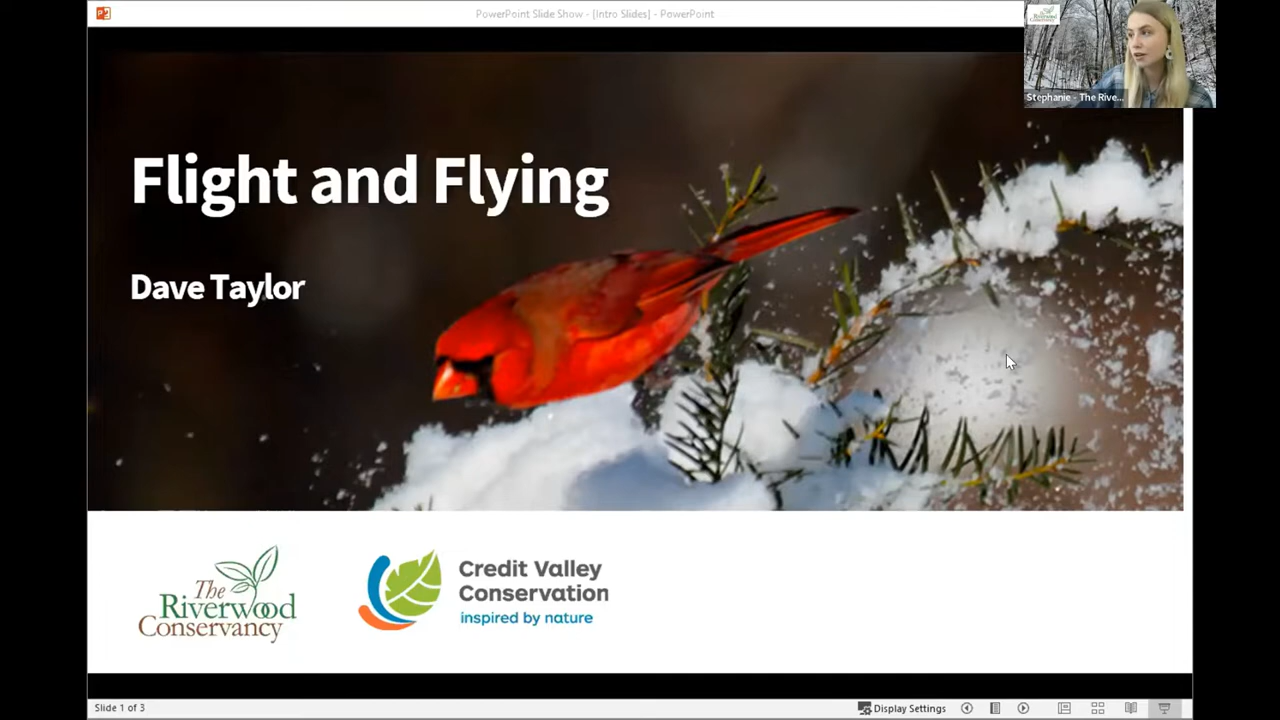 PowerPoint Slide Show - [Intro Slides] - PowerPoint
Stephanie - The Rive...
Flight and Flying
Dave Taylor
The
Riverwood
Conservancy
Credit Valley
Conservation
inspired by nature
Slide 1 of 3
Display Settings